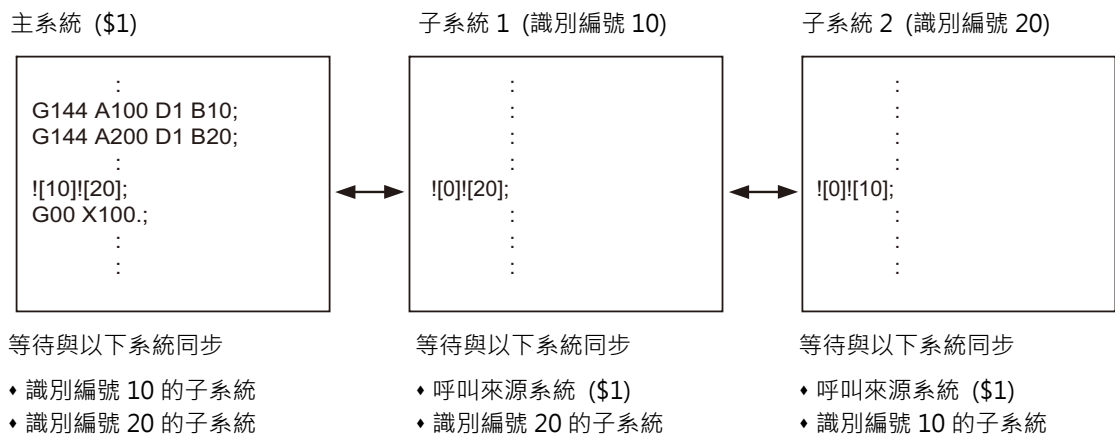 主系統 ($1)
:
G144 A100 D1 B10;
G144 A200 D1 B20;
:
![10]![20];
G00 X100.;
:
:
等待與以下系統同步
♦ 識別編號 10 的子系統
♦ 識別編號 20 的子系統
子系統 1 (識別編號 10)
:
:
:
:
![0]![20];
:
:
:
等待與以下系統同步
♦ 呼叫來源系統 ($1)
♦ 識別編號 20 的子系統
子系統 2 (識別編號 20)
:
:
:
:
![0]![10];
:
:
:
等待與以下系統同步
♦ 呼叫來源系統 ($1)
♦ 識別編號 10 的子系統